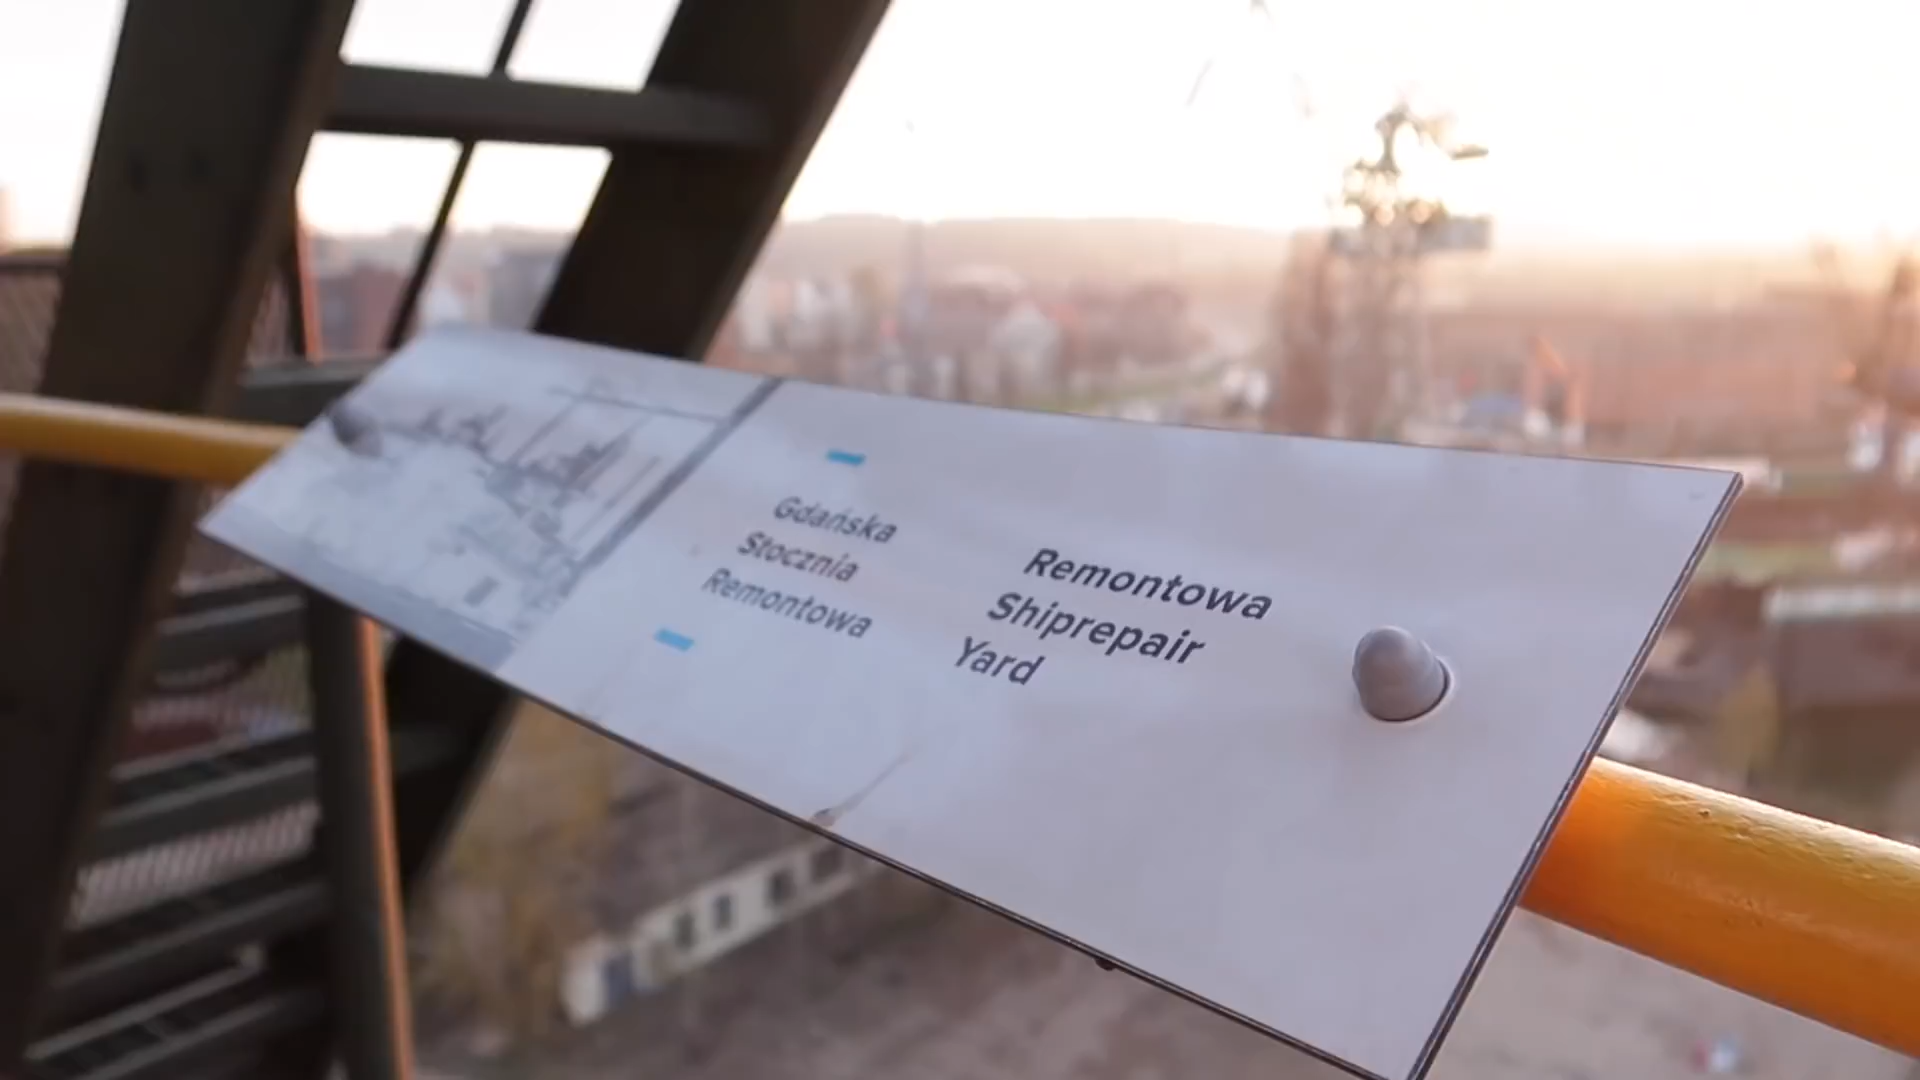 Gdańska
Stocznia
Remontowa
Remontowa
Shiprepair
Yard